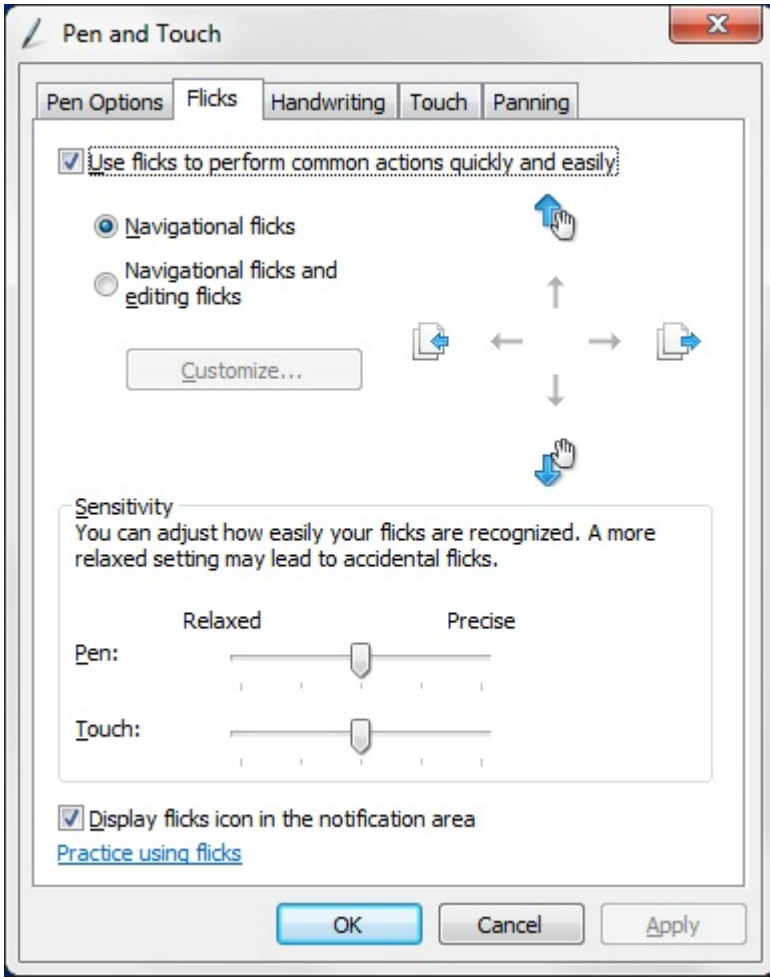 Pen and Touch
Pen Options Flicks Handwriting Touch Panning
Use flicks to perform common actions quickly and easily
Navigational flicks
Navigational flicks and
editing flicks
Customize...
Sensitivity
You can adjust how easily your flicks are recognized. A more
relaxed setting may lead to accidental flicks.
Relaxed Precise
Pen:
Touch:
Display flicks icon in the notification area
Practice using flicks
OK Cancel Apply